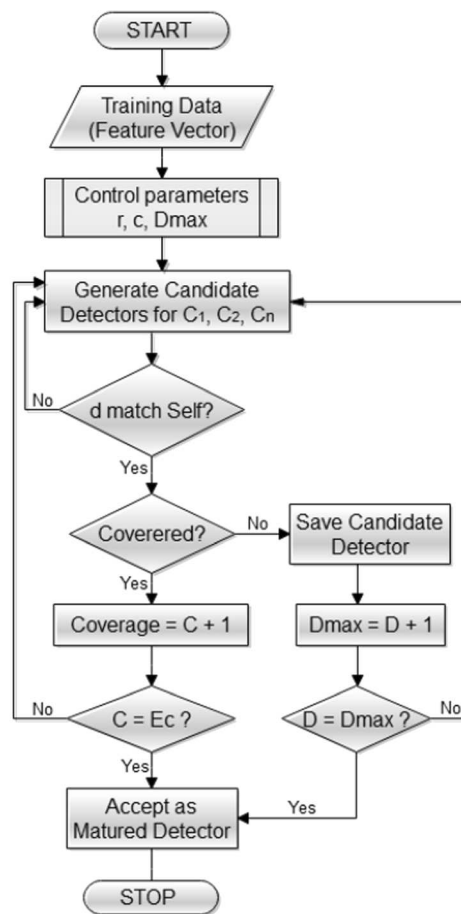 START
Training Data
(Feature Vector)
Control parameters
r, c, Dmax
Generate Candidate
Detectors for C₁, C₂, Cn
No
d match Self?
Yes
Coverered?
No
Save Candidate
Detector
Yes
Coverage = C + 1
Dmax = D + 1
No
C = Ec ?
D = Dmax ?
No
Yes
Yes
Accept as
Matured Detector
STOP